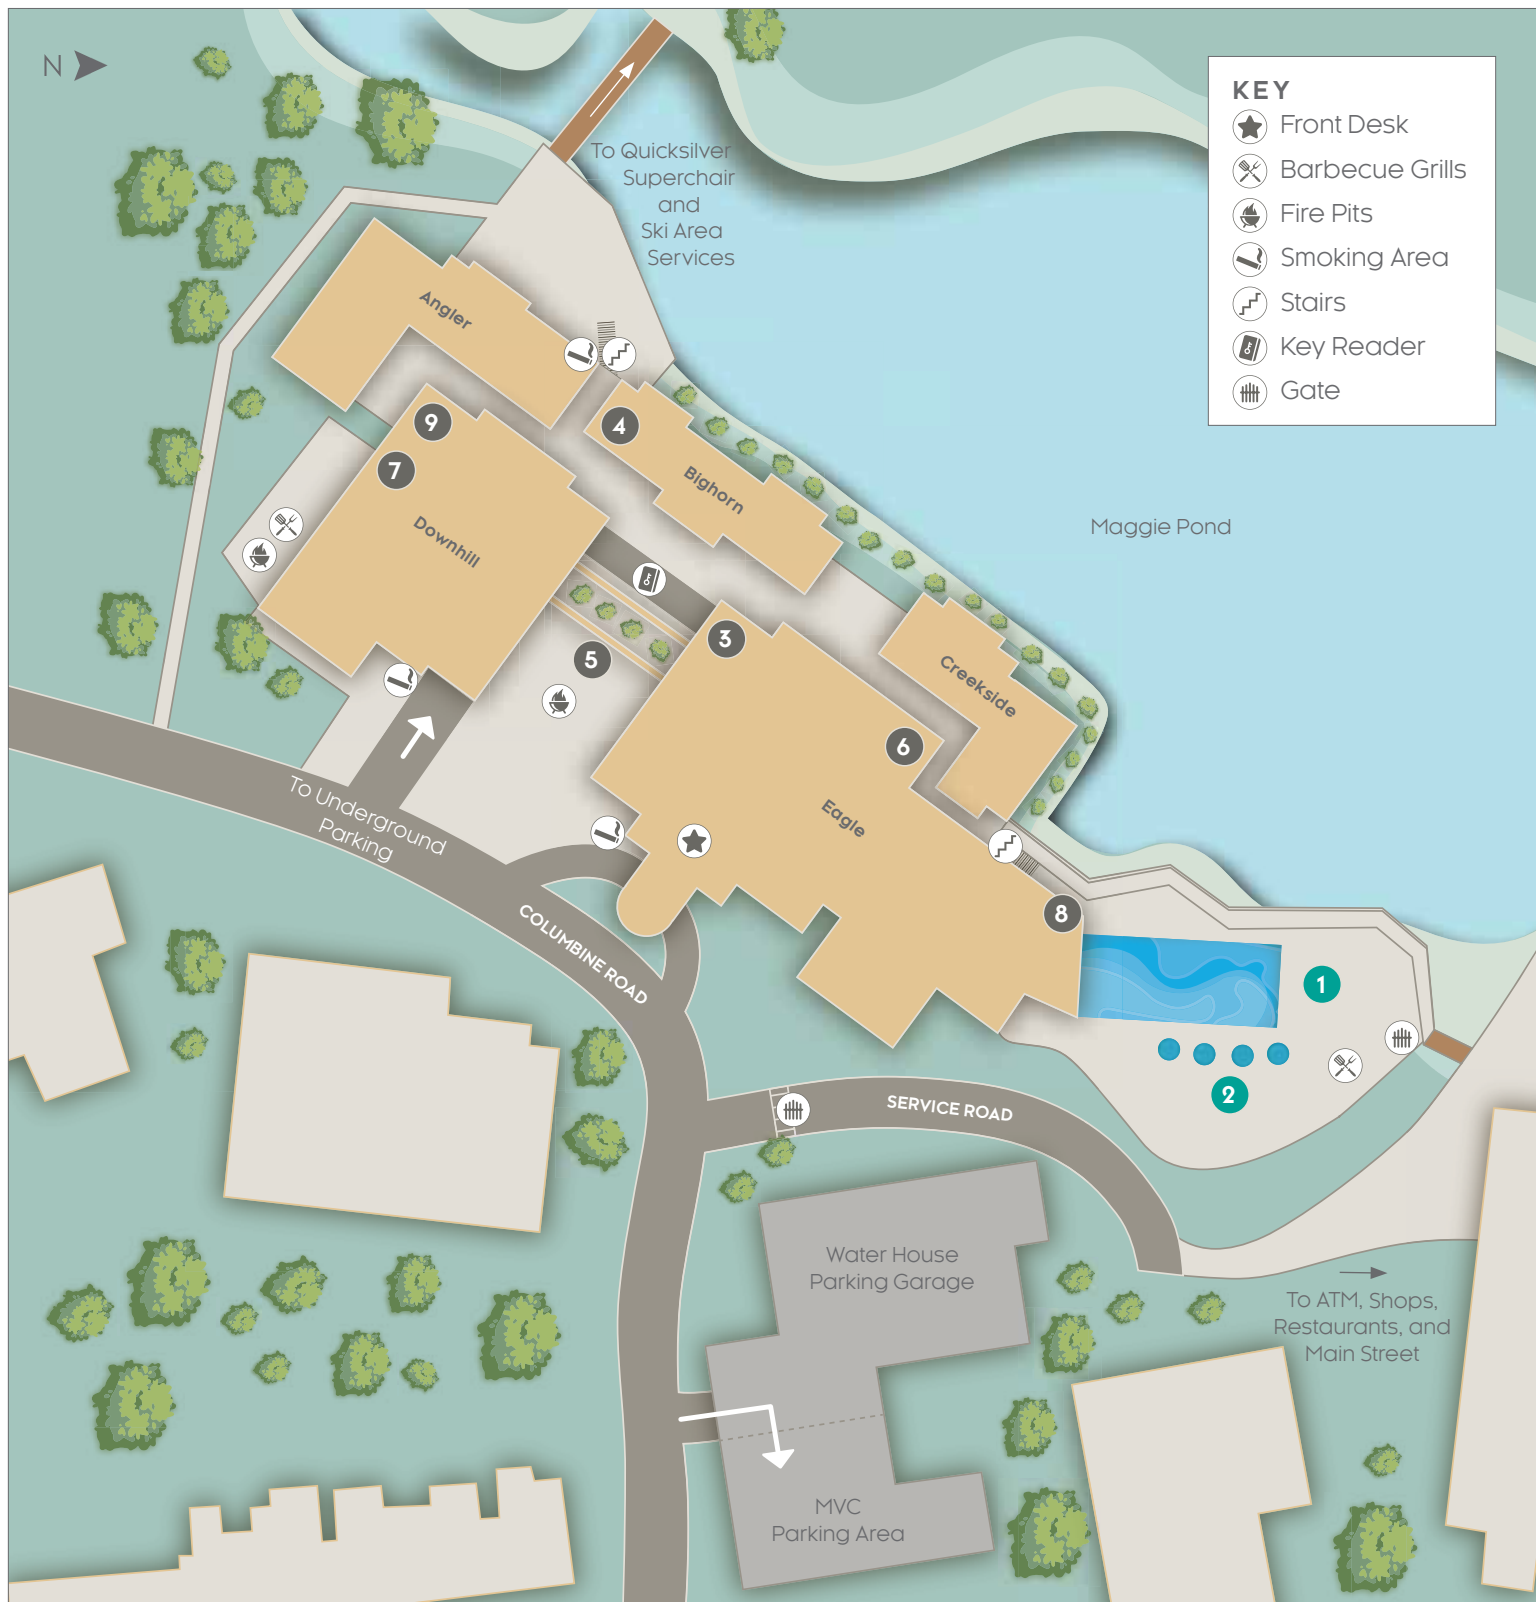 N
KEY
Front Desk
Barbecue Grills
Fire Pits
Smoking Area
Stairs
Key Reader
Gate
To Quicksilver
Superchair
and
Ski Area
Services
Angler
9
4
7
Bighorn
Downhill
Maggie Pond
3
5
Creekside
6
To Underground
Parking
Eagle
8
COLUMBINE ROAD
1
2
SERVICE ROAD
Water House
Parking Garage
To ATM, Shops,
Restaurants, and
Main Street
MVC
Parking Area